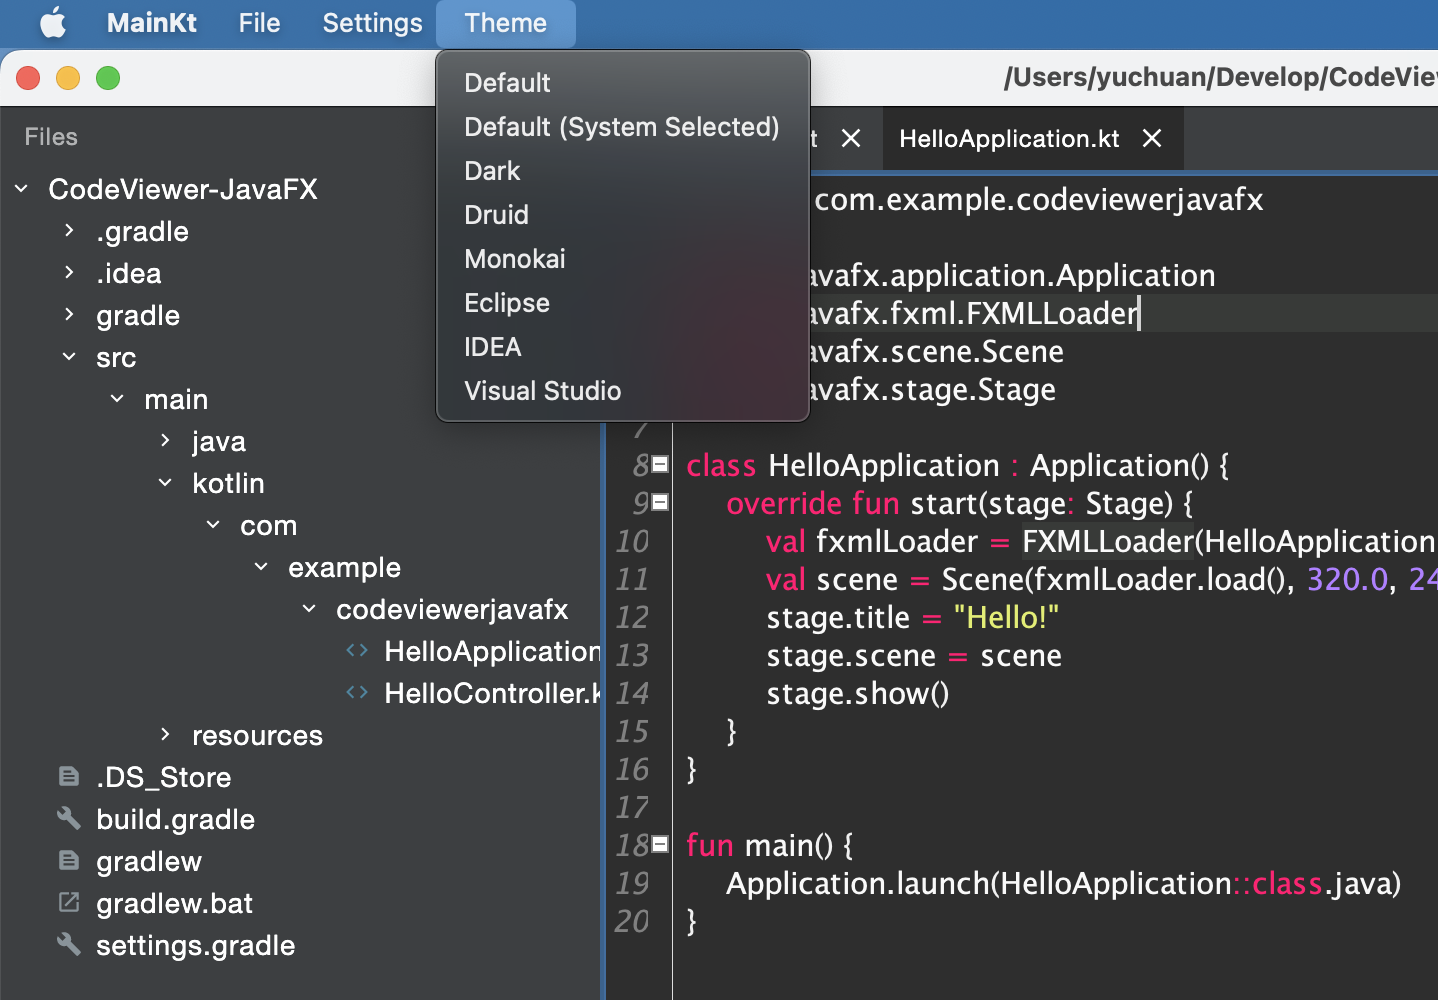 MainKt File Settings Theme
/Users/yuchuan/Develop/CodeView
Default
Default (System Selected)
Dark
Druid
Monokai
Eclipse
IDEA
Visual Studio
Files
CodeViewer-JavaFX
.gradle
.idea
gradle
src
main
java
kotlin
com
example
codeviewerjavafx
HelloApplication
HelloController.k
resources
.DS_Store
build.gradle
gradlew
gradlew.bat
settings.gradle
t HelloApplication.kt
com.example.codeviewerjavafx
avafx.application.Application
avafx.fxml.FXMLLoader
avafx.scene.Scene
avafx.stage.Stage
7
8 class HelloApplication : Application() {
9 override fun start(stage: Stage) {
10 val fxmlLoader = FXMLLoader(HelloApplication
11 val scene = Scene(fxmlLoader.load(), 320.0, 24
12 stage.title = "Hello!"
13 stage.scene = scene
14 stage.show()
15 }
16 }
17
18 fun main() {
19 Application.launch(HelloApplication::class.java)
20 }